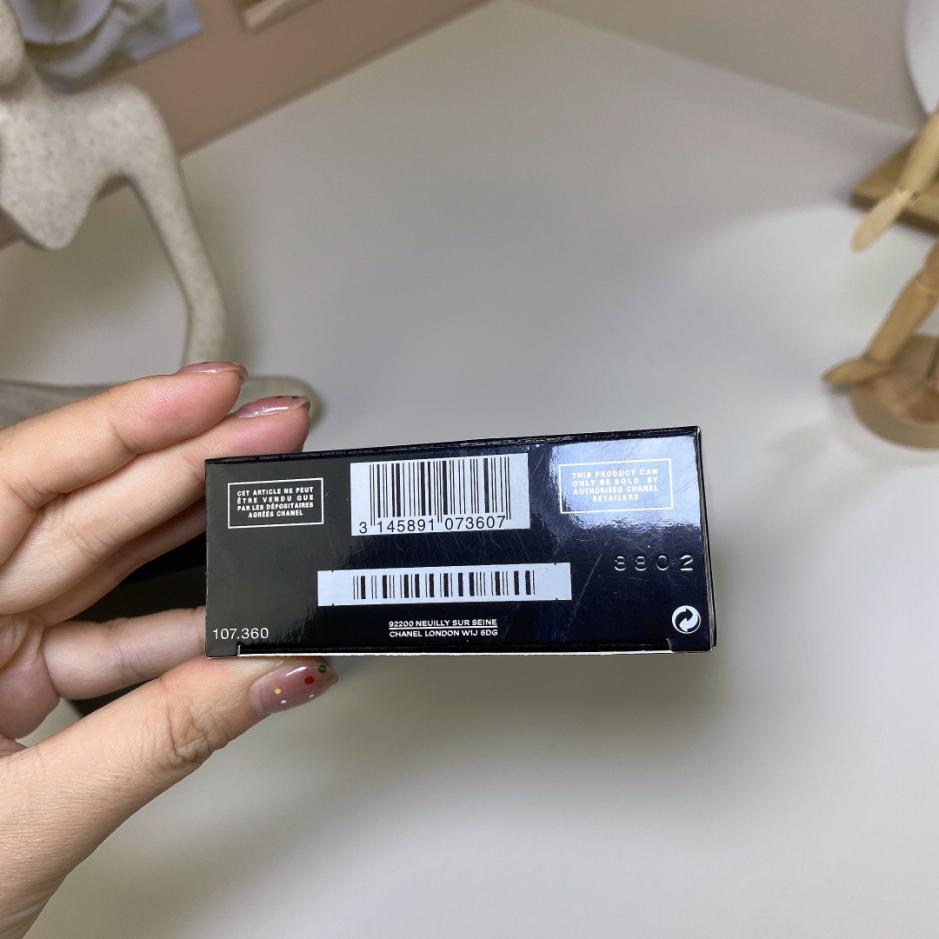 CET ARTICLE NE PEUT
ÊTRE VENDU QUE
PAR LES DÉPOSITAIRES
AGRÉÉS CHANEL
3 145891 073607
THIS PRODUCT CAN
ONLY BE SOLD BY
AUTHORISED CHANEL
RETAILERS
8802
107.360
92200 NEUILLY SUR SEINE
CHANEL LONDON W1J 6DG